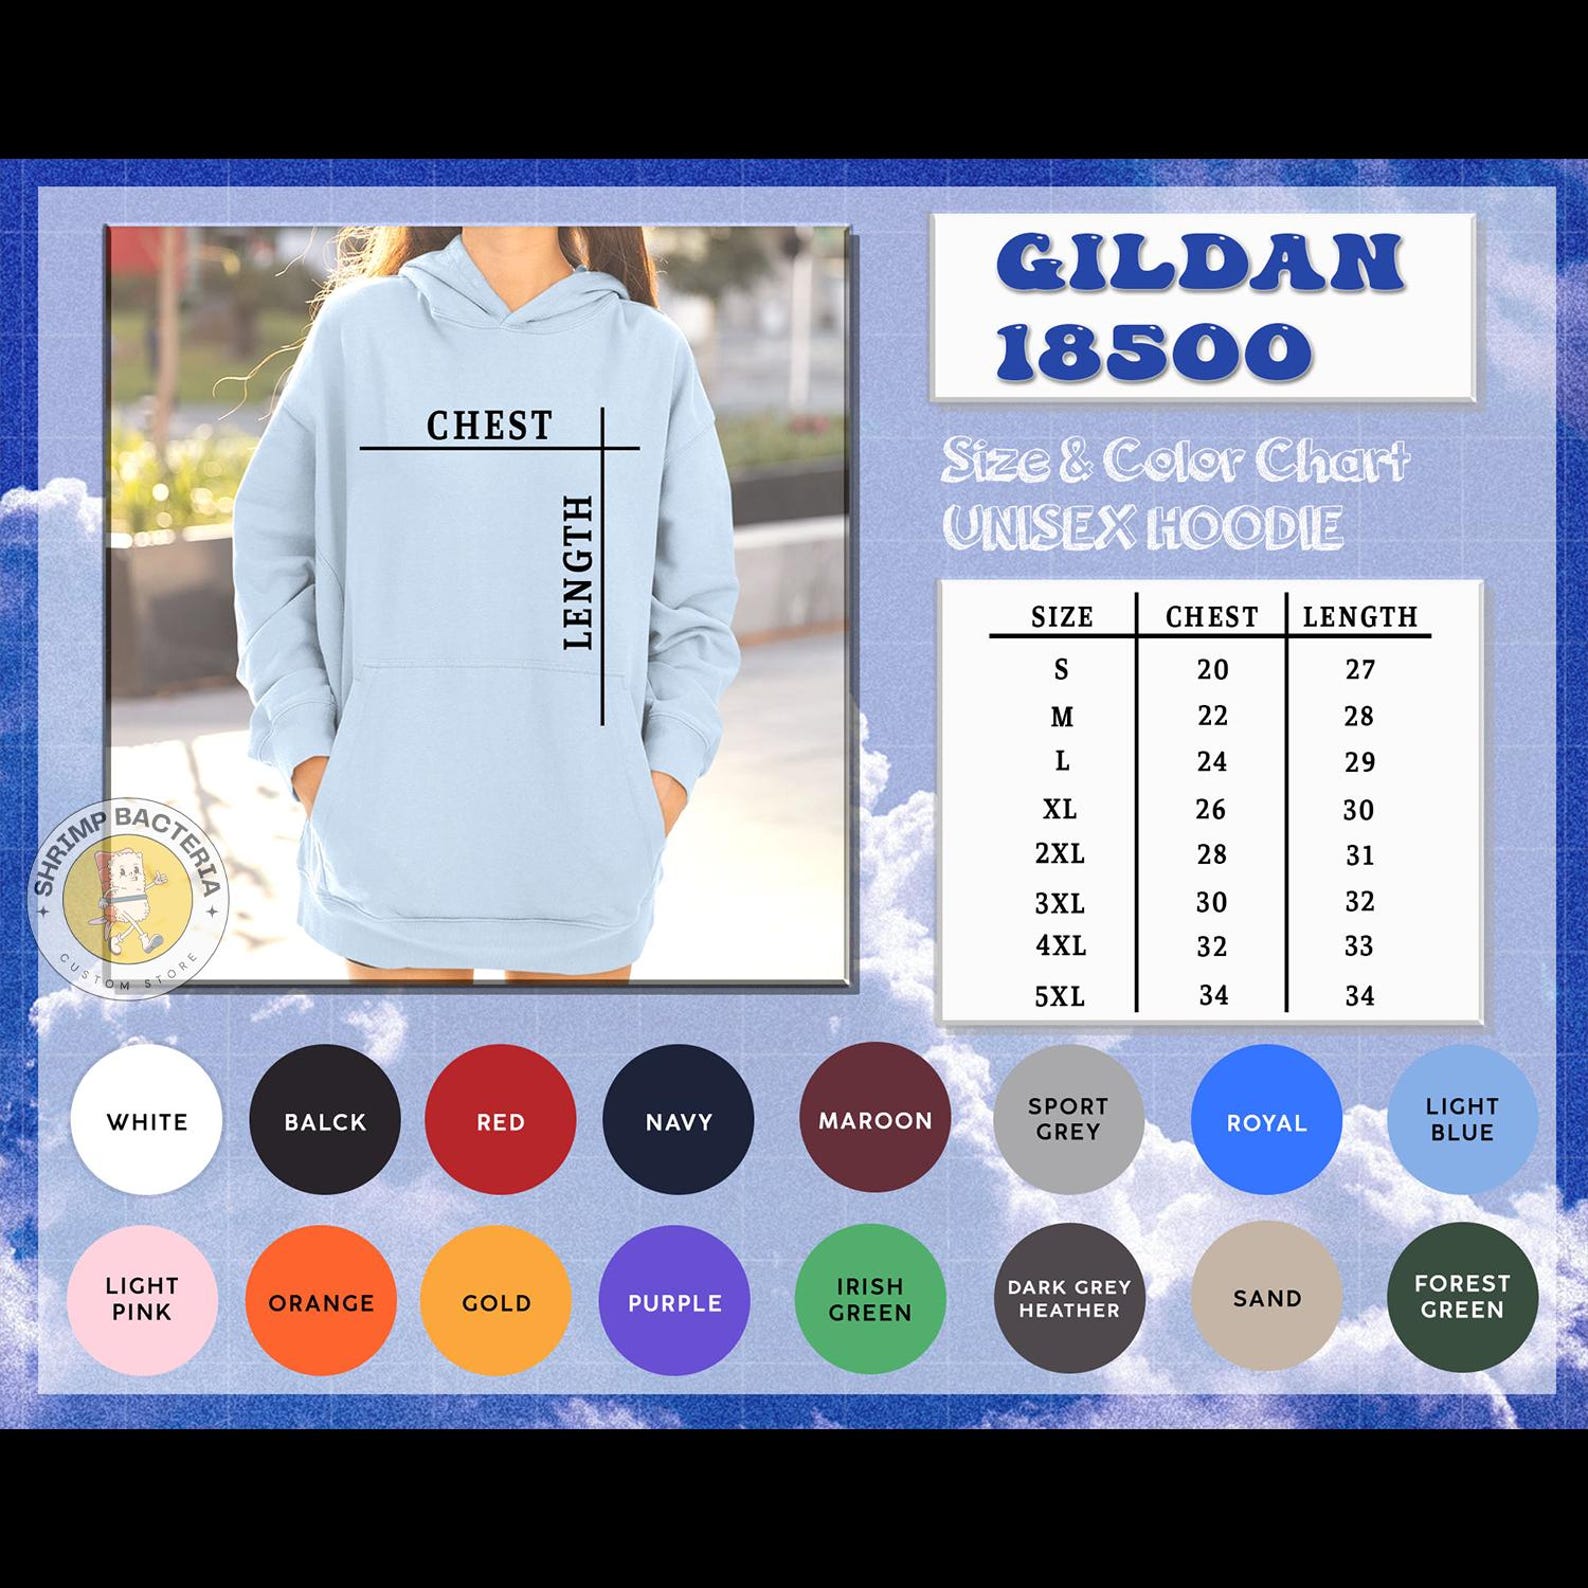 GILDAN
18500
Size & Color Chart
UNISEX HOODIE
CHEST
LENGTH
SIZE CHEST LENGTH
S 20 27
M 22 28
L 24 29
XL 26 30
2XL 28 31
3XL 30 32
4XL 32 33
5XL 34 34
SHRIMP BACTERIA
CUSTOM STORE
WHITE
BALCK
RED
NAVY
MAROON
SPORT
GREY
ROYAL
LIGHT
BLUE
LIGHT
PINK
ORANGE
GOLD
PURPLE
IRISH
GREEN
DARK GREY
HEATHER
SAND
FOREST
GREEN